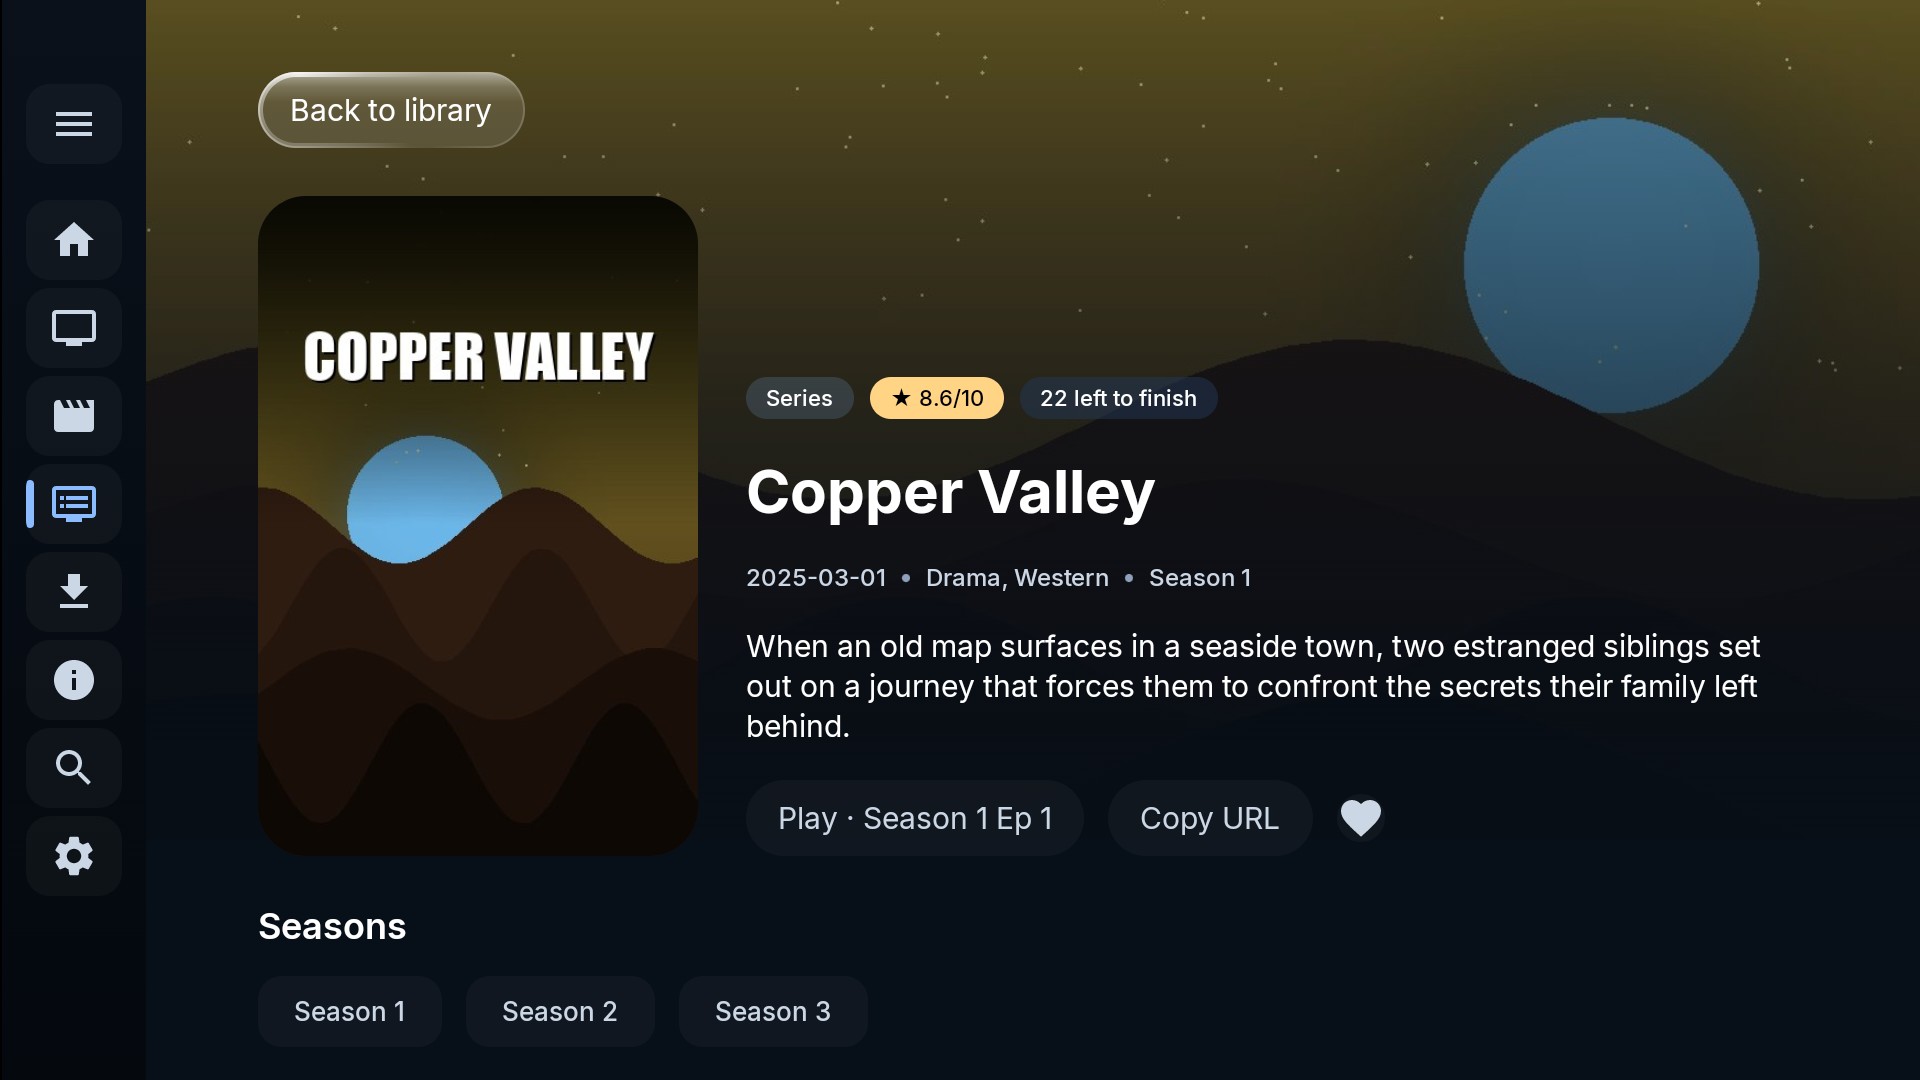 Back to library
COPPER VALLEY
Series
★ 8.6/10
22 left to finish
Copper Valley
2025-03-01 • Drama, Western • Season 1
When an old map surfaces in a seaside town, two estranged siblings set
out on a journey that forces them to confront the secrets their family left
behind.
Play · Season 1 Ep 1
Copy URL
Seasons
Season 1
Season 2
Season 3